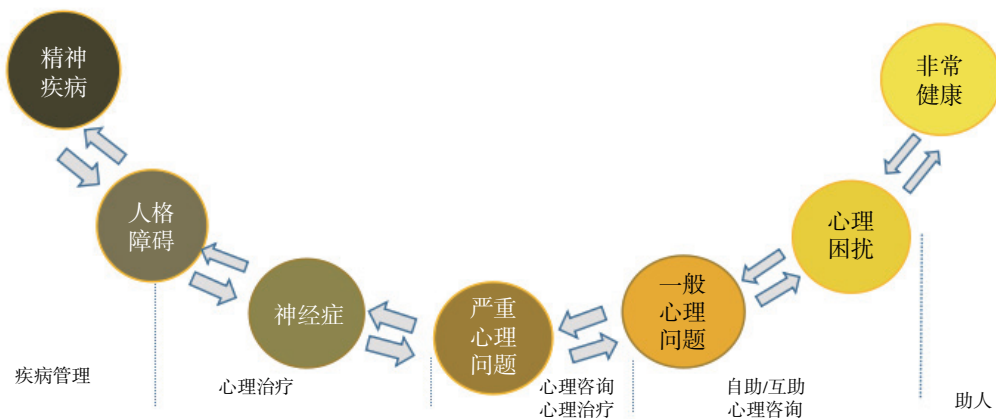 精神
疾病
人格
障碍
神经症
严重
心理
问题
一般
心理
问题
心理
困扰
非常
健康
疾病管理
心理治疗
心理咨询
心理治疗
自助/互助
心理咨询
助人